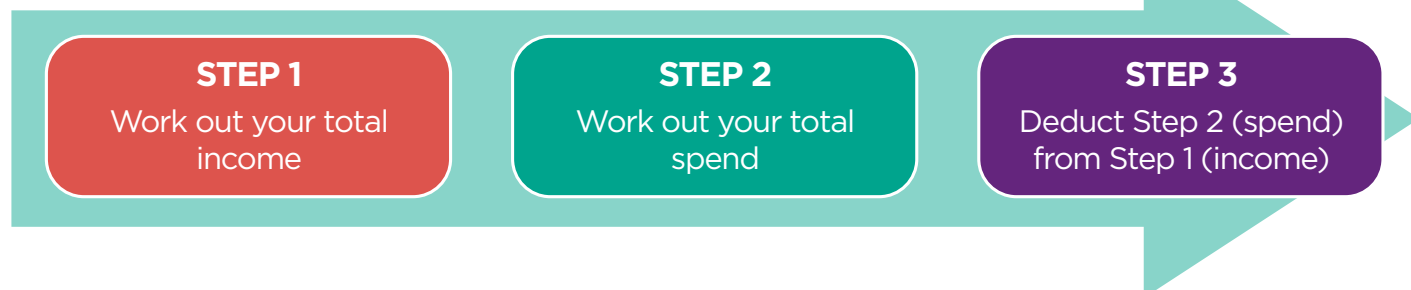 STEP 1
Work out your total
income
STEP 2
Work out your total
spend
STEP 3
Deduct Step 2 (spend)
from Step 1 (income)